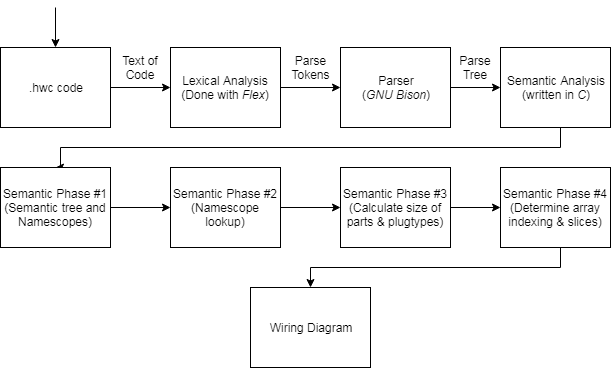 .hwc code
Text of
Code
Lexical Analysis
(Done with Flex)
Parse
Tokens
Parser
(GNU Bison)
Parse
Tree
Semantic Analysis
(written in C)
Semantic Phase #1
(Semantic tree and
Namescopes)
Semantic Phase #2
(Namescope
lookup)
Semantic Phase #3
(Calculate size of
parts & plugtypes)
Semantic Phase #4
(Determine array
indexing & slices)
Wiring Diagram